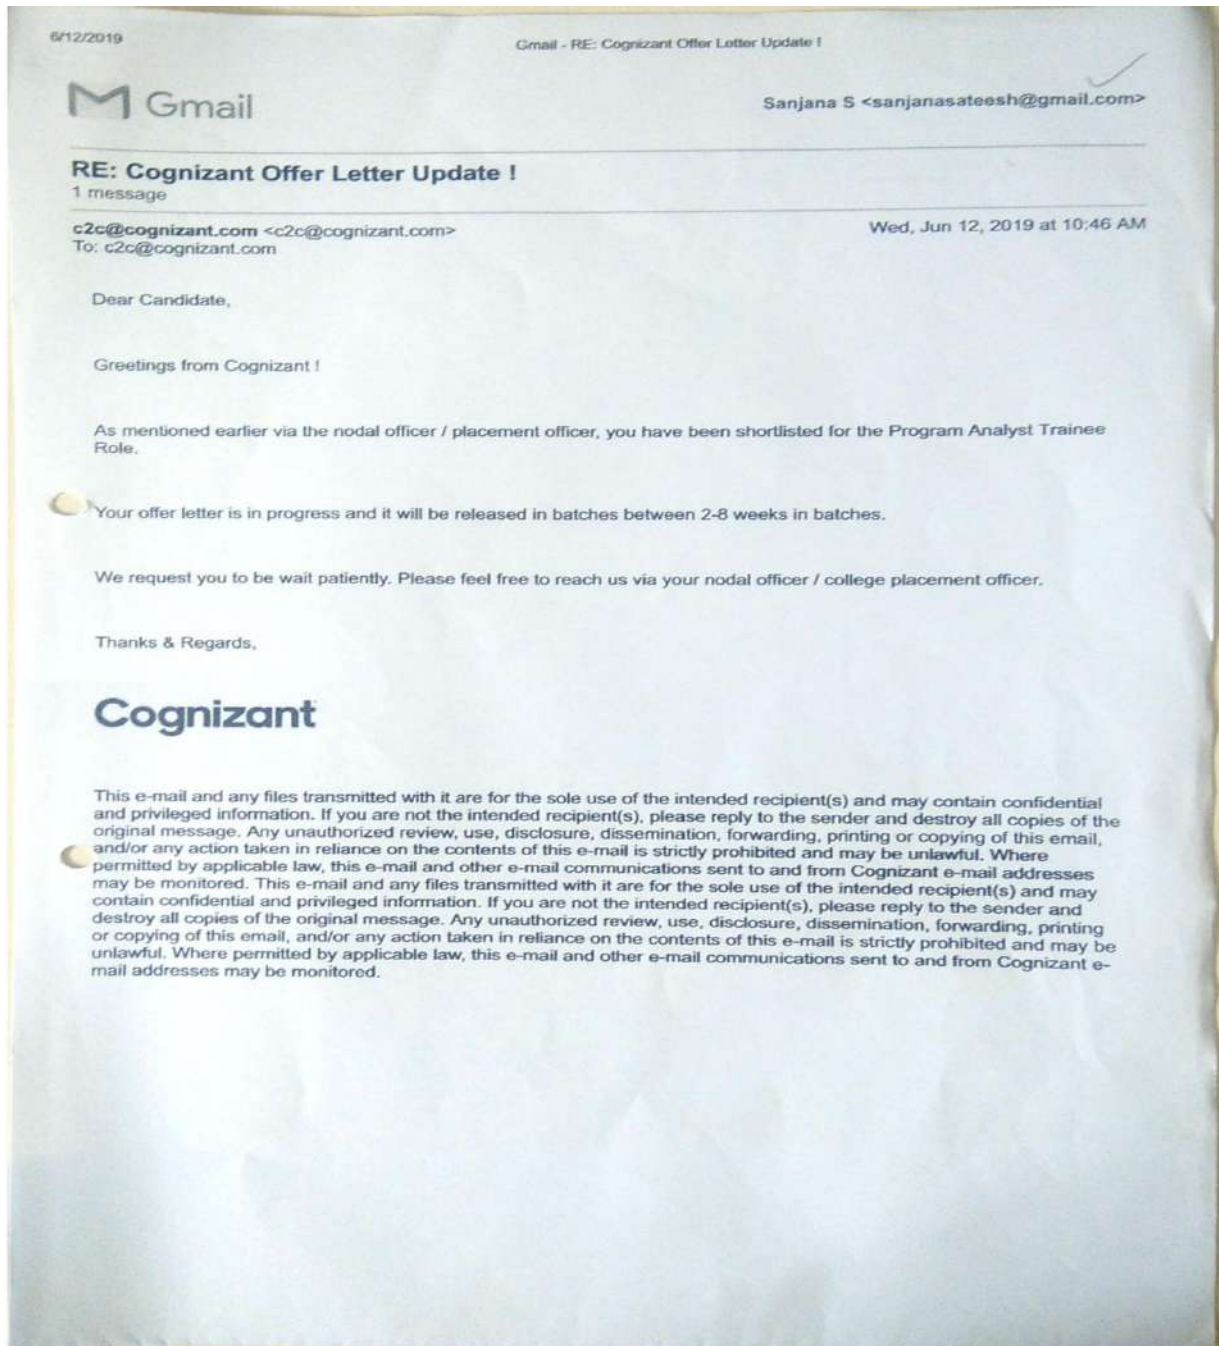 6/12/2019
Gmail - RE: Cognizant Offer Letter Update !
Gmail
Sanjana S <sanjanasateesh@gmail.com>
RE: Cognizant Offer Letter Update !
1 message
c2c@cognizant.com <c2c@cognizant.com>
Wed, Jun 12, 2019 at 10:46 AM
To: c2c@cognizant.com
Dear Candidate,
Greetings from Cognizant !
As mentioned earlier via the nodal officer / placement officer, you have been shortlisted for the Program Analyst Trainee
Role.
Your offer letter is in progress and it will be released in batches between 2-8 weeks in batches.
We request you to be wait patiently. Please feel free to reach us via your nodal officer / college placement officer.
Thanks & Regards,
Cognizant
This e-mail and any files transmitted with it are for the sole use of the intended recipient(s) and may contain confidential
and privileged information. If you are not the intended recipient(s), please reply to the sender and destroy all copies of the
original message. Any unauthorized review, use, disclosure, dissemination, forwarding, printing or copying of this email,
and/or any action taken in reliance on the contents of this e-mail is strictly prohibited and may be unlawful. Where
permitted by applicable law, this e-mail and other e-mail communications sent to and from Cognizant e-mail addresses
may be monitored. This e-mail and any files transmitted with it are for the sole use of the intended recipient(s) and may
contain confidential and privileged information. If you are not the intended recipient(s), please reply to the sender and
destroy all copies of the original message. Any unauthorized review, use, disclosure, dissemination, forwarding, printing
or copying of this email, and/or any action taken in reliance on the contents of this e-mail is strictly prohibited and may be
unlawful. Where permitted by applicable law, this e-mail and other e-mail communications sent to and from Cognizant e-
mail addresses may be monitored.